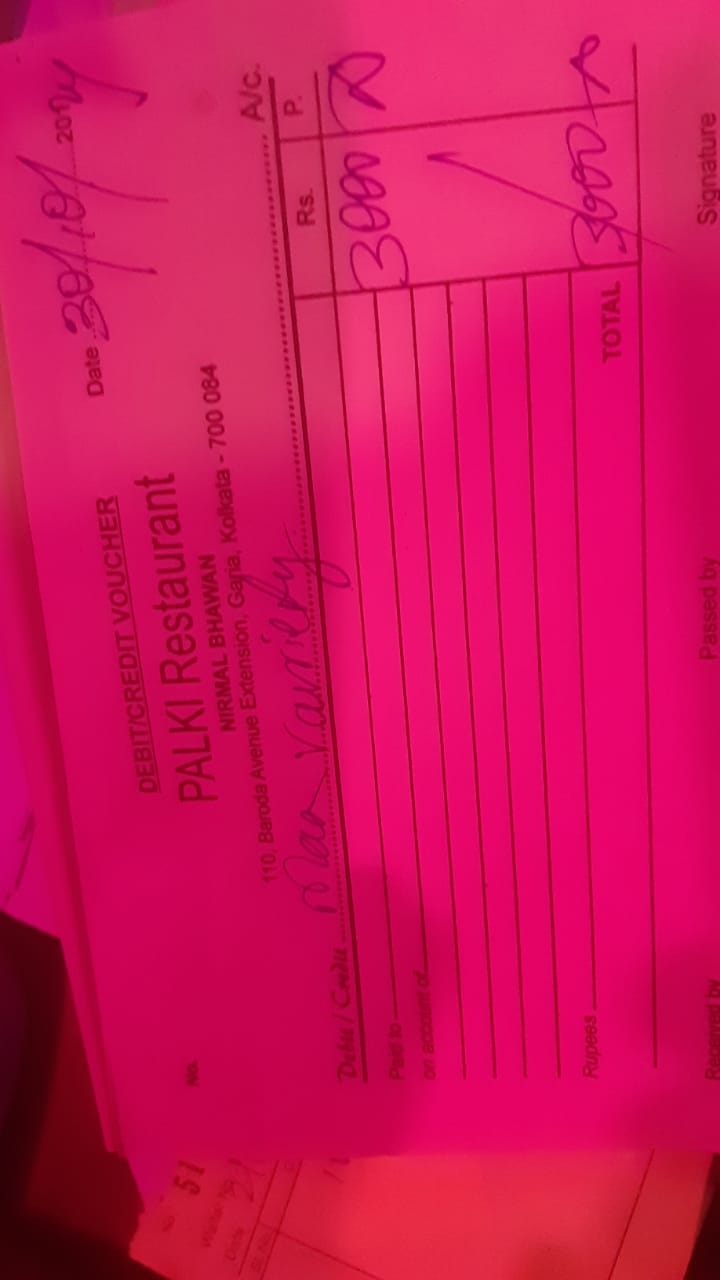 DEBIT/CREDIT VOUCHER
Date 30/01/2024
PALKI Restaurant
NIRMAL BHAWAN
110, Baroda Avenue Extension, Garia, Kolkata - 700 084
No.
Debit / Credit Maa A/c.
Rs. P.
3000
Paid to
on account of
Rupees
TOTAL 3000
Received by Passed by Signature
51
Date